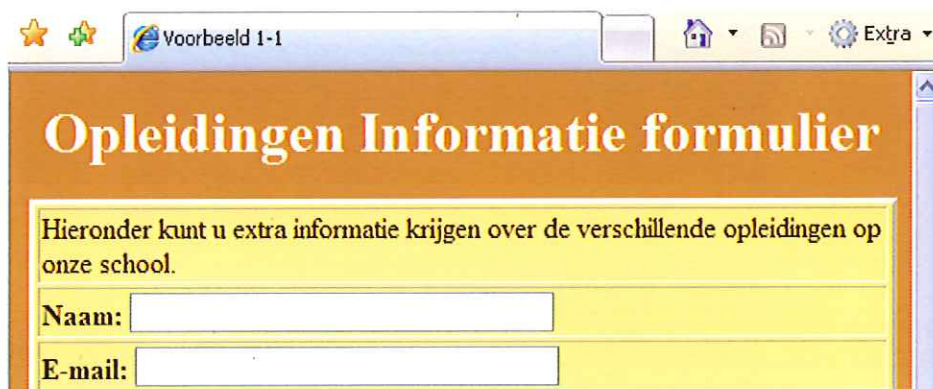 Voorbeeld 1-1
Extra
Opleidingen Informatie formulier
Hieronder kunt u extra informatie krijgen over de verschillende opleidingen op
onze school.
Naam:
E-mail: